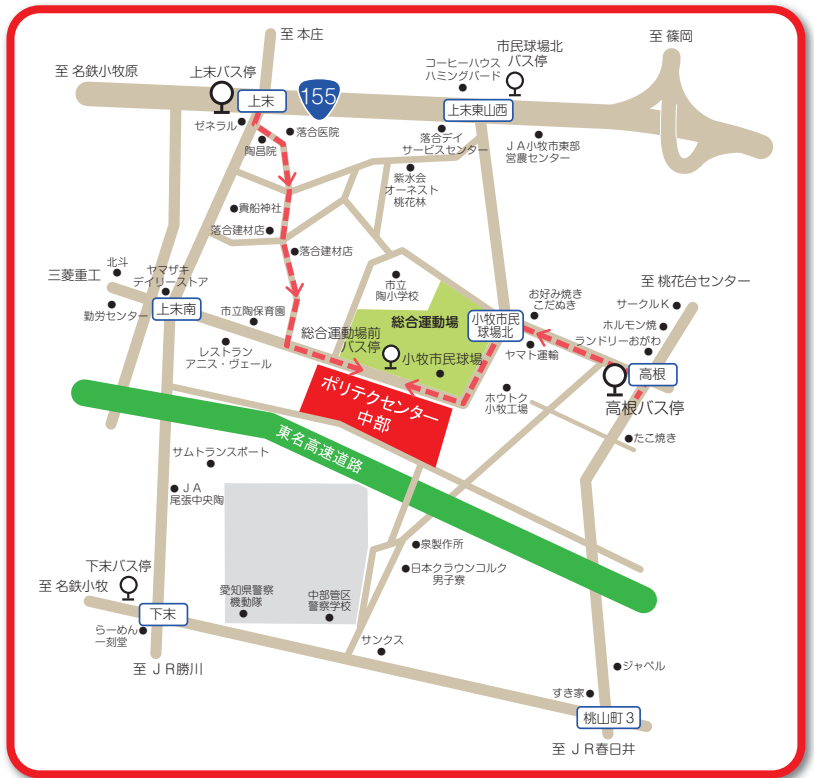 至 本庄
至 篠岡
市民球場北
バス停
至 名鉄小牧原
上末バス停
コーヒーハウス
ハミングバード
155
上末
上末東山西
ゼネラル
落合医院
陶昌院
落合デイ
サービスセンター
ＪＡ小牧市東部
営農センター
紫水会
オーネスト
桃花林
貴船神社
落合建材店
落合建材店
北斗
三菱重工
ヤマザキ
デイリーストア
勤労センター
上末南
市立陶保育園
市立
陶小学校
至 桃花台センター
お好み焼き
こだぬき
サークルＫ
ホルモン焼
ランドリーおがわ
総合運動場
小牧市民
球場北
総合運動場前
バス停
小牧市民球場
ヤマト運輸
レストラン
アニス・ヴェール
高根
高根バス停
ホウトク
小牧工場
ポリテクセンター
中部
たこ焼き
東名高速道路
サムトランスポート
ＪＡ
尾張中央陶
泉製作所
日本クラウンコルク
男子寮
下末バス停
至 名鉄小牧
愛知県警察
機動隊
中部管区
警察学校
下末
らーめん
一刻堂
サンクス
至 ＪＲ勝川
ジャペル
すき家
桃山町３
至 ＪＲ春日井